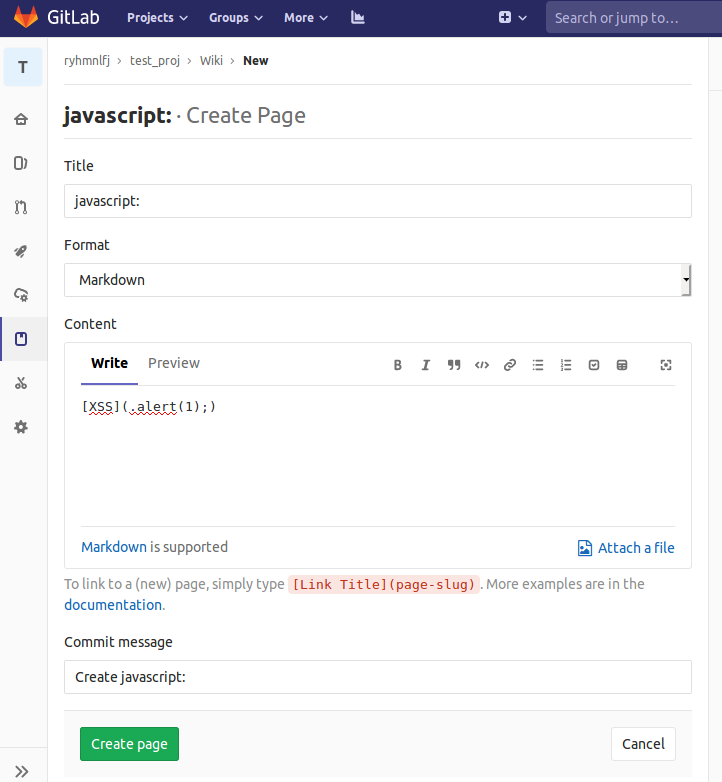 GitLab Projects Groups More Search or jump to...
T ryhmnlfj › test_proj › Wiki › New
javascript: · Create Page
Title
javascript:
Format
Markdown
Content
Write Preview
[XSS](.alert(1);)
Markdown is supported Attach a file
To link to a (new) page, simply type [Link Title](page-slug). More examples are in the
documentation.
Commit message
Create javascript:
Create page Cancel